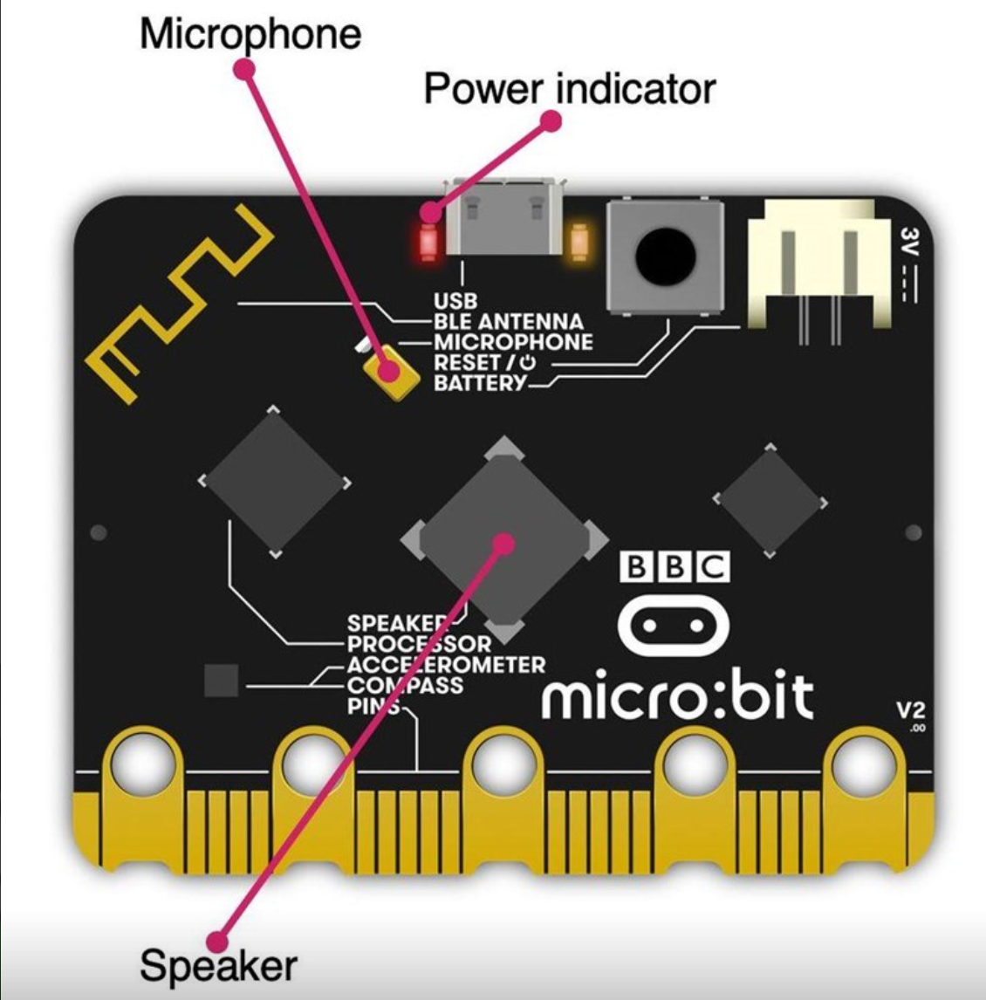 Microphone
Power indicator
3V
USB
BLE ANTENNA
MICROPHONE
RESET /
BATTERY
BBC
SPEAKER
PROCESSOR
ACCELEROMETER
COMPASS
PINS
micro:bit
V2
.00
Speaker